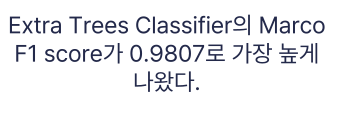 Extra Trees Classifier의 Marco
F1 score가 0.9807로 가장 높게
나왔다.